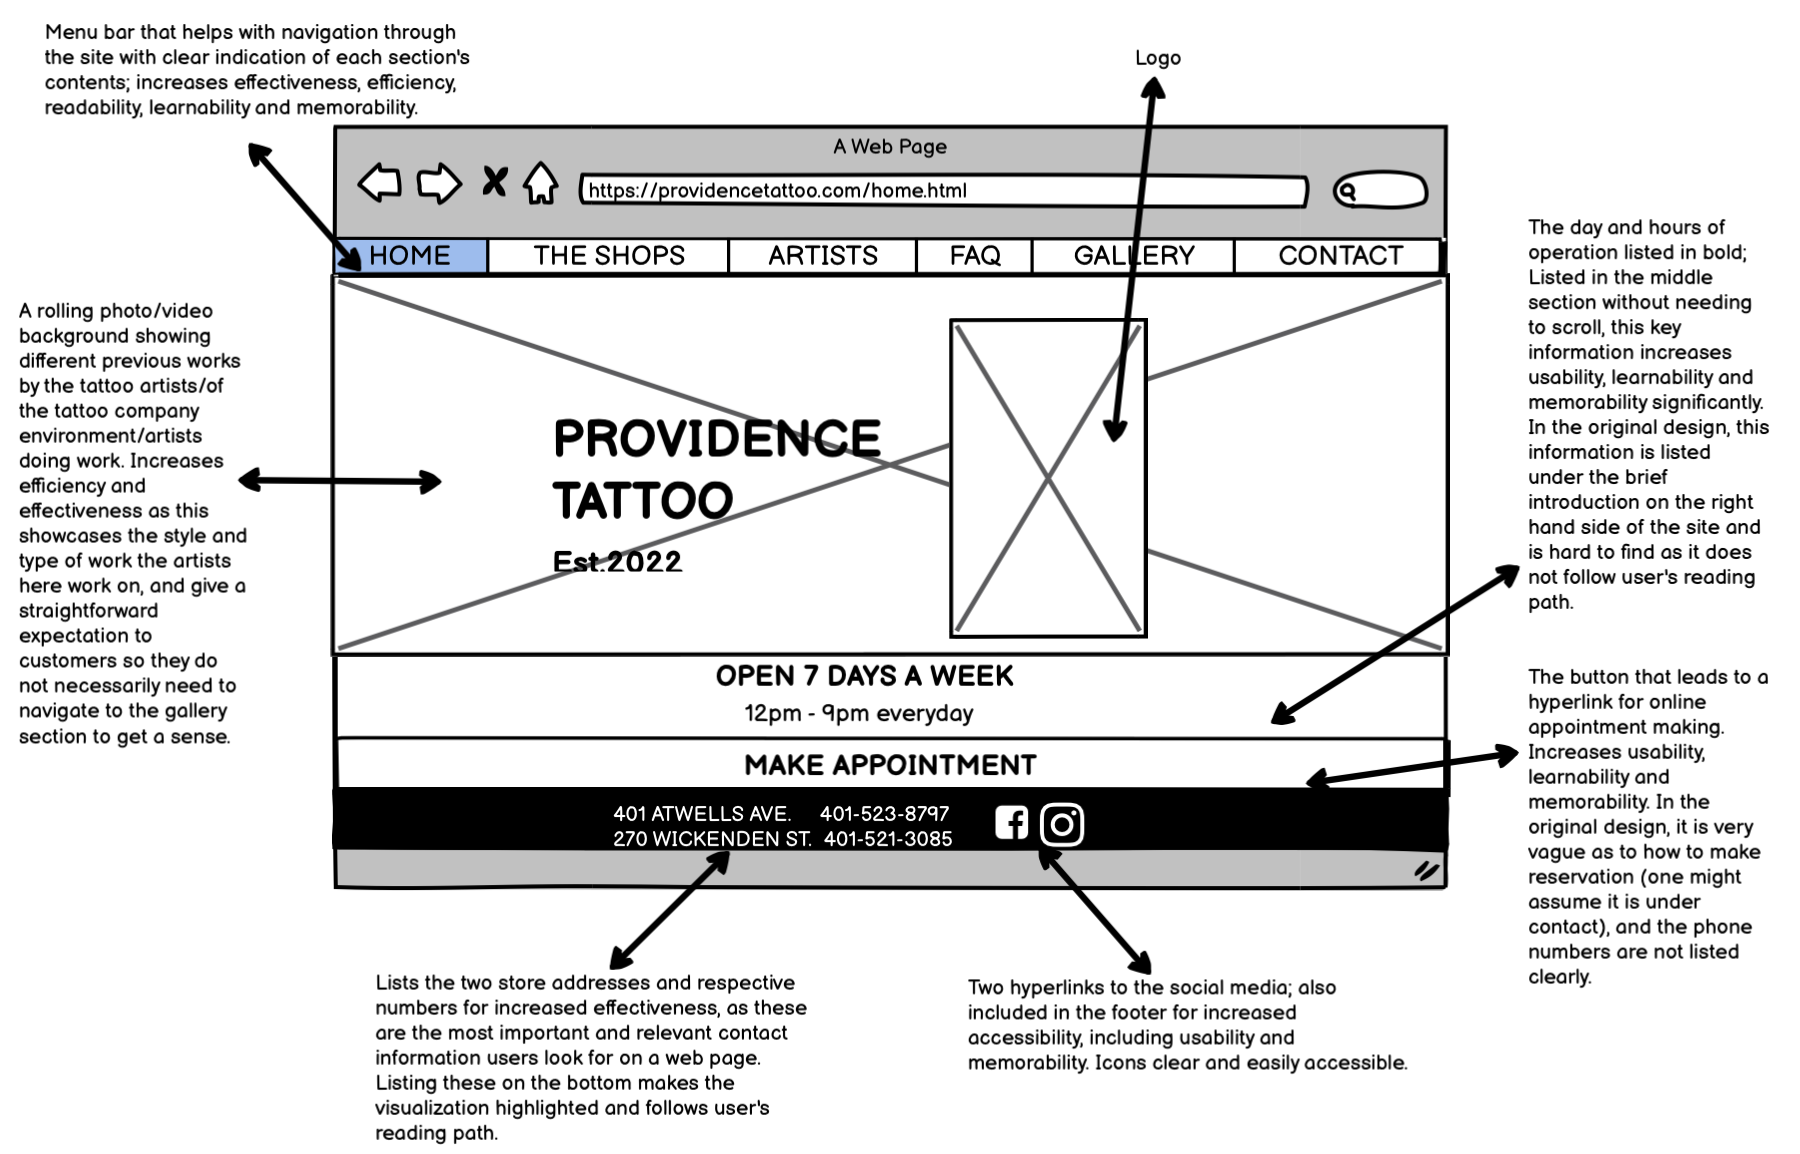 Menu bar that helps with navigation through
the site with clear indication of each section's
contents; increases effectiveness, efficiency,
readability, learnability and memorability.
Logo
A Web Page
https://providencetattoo.com/home.html
HOME THE SHOPS ARTISTS FAQ GALLERY CONTACT
A rolling photo/video
background showing
different previous works
by the tattoo artists/of
the tattoo company
environment/artists
doing work. Increases
efficiency and
effectiveness as this
showcases the style and
type of work the artists
here work on, and give a
straightforward
expectation to
customers so they do
not necessarily need to
navigate to the gallery
section to get a sense.
PROVIDENCE
TATTOO
Est.2022
The day and hours of
operation listed in bold;
Listed in the middle
section without needing
to scroll, this key
information increases
usability, learnability and
memorability significantly.
In the original design, this
information is listed
under the brief
introduction on the right
hand side of the site and
is hard to find as it does
not follow user's reading
path.
OPEN 7 DAYS A WEEK
12pm - 9pm everyday
MAKE APPOINTMENT
The button that leads to a
hyperlink for online
appointment making.
Increases usability,
learnability and
memorability. In the
original design, it is very
vague as to how to make
reservation (one might
assume it is under
contact), and the phone
numbers are not listed
clearly.
401 ATWELLS AVE. 401-523-8797
270 WICKENDEN ST. 401-521-3085
Lists the two store addresses and respective
numbers for increased effectiveness, as these
are the most important and relevant contact
information users look for on a web page.
Listing these on the bottom makes the
visualization highlighted and follows user's
reading path.
Two hyperlinks to the social media; also
included in the footer for increased
accessibility, including usability and
memorability. Icons clear and easily accessible.